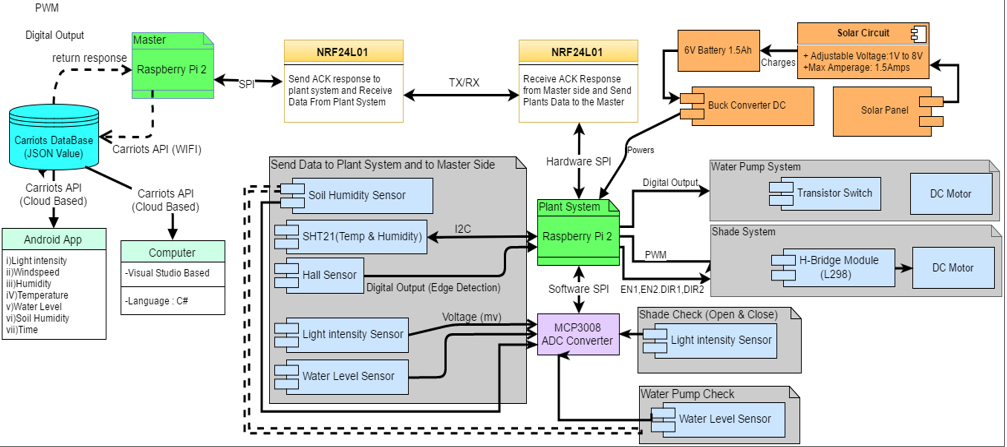 PWM
Digital Output
return response
Master
Raspberry Pi 2
SPI
NRF24L01
Send ACK response to
plant system and Receive
Data From Plant System
TX/RX
NRF24L01
Receive ACK Response
from Master side and Send
Plants Data to the Master
6V Battery 1.5Ah
Charges
Solar Circuit
+ Adjustable Voltage:1V to 8V
+Max Amperage: 1.5Amps
Buck Converter DC
Solar Panel
Powers
Hardware SPI
Carriots DataBase
(JSON Value)
Carriots API (WIFI)
Carriots API
(Cloud Based)
Carriots API
(Cloud Based)
Android App
i)Light intensity
ii)Windspeed
iii)Humidity
iV)Temperature
v)Water Level
vi)Soil Humidity
vii)Time
Computer
-Visual Studio Based
-Language : C#
Send Data to Plant System and to Master Side
Soil Humidity Sensor
SHT21(Temp & Humidity)
I2C
Hall Sensor
Digital Output (Edge Detection)
Light intensity Sensor
Voltage (mv)
Water Level Sensor
Plant System
Raspberry Pi 2
Software SPI
MCP3008
ADC Converter
Digital Output
PWM
EN1,EN2.DIR1,DIR2
Water Pump System
Transistor Switch
DC Motor
Shade System
H-Bridge Module
(L298)
DC Motor
Shade Check (Open & Close)
Light intensity Sensor
Water Pump Check
Water Level Sensor